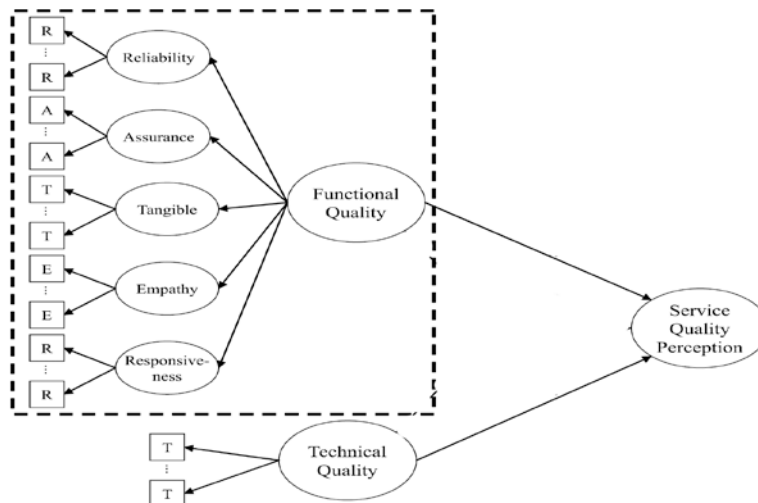 R
⋮
R
Reliability
A
⋮
A
Assurance
T
⋮
T
Tangible
E
⋮
E
Empathy
R
⋮
R
Responsive-
ness
Functional
Quality
Service
Quality
Perception
T
⋮
T
Technical
Quality